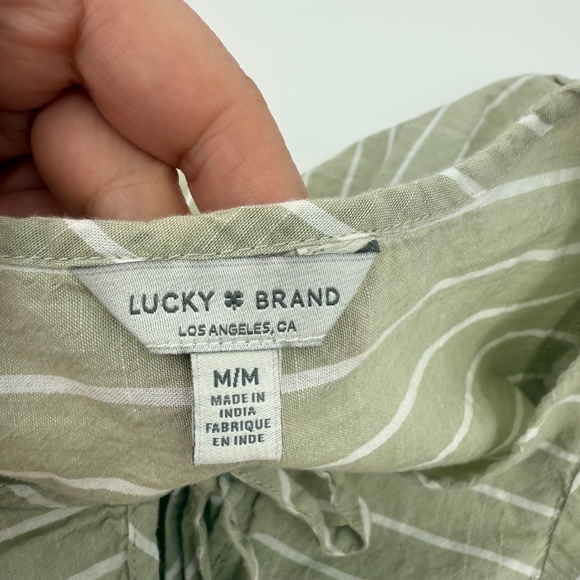 LUCKY BRAND
LOS ANGELES, CA
M/M
MADE IN
INDIA
FABRIQUE
EN INDE